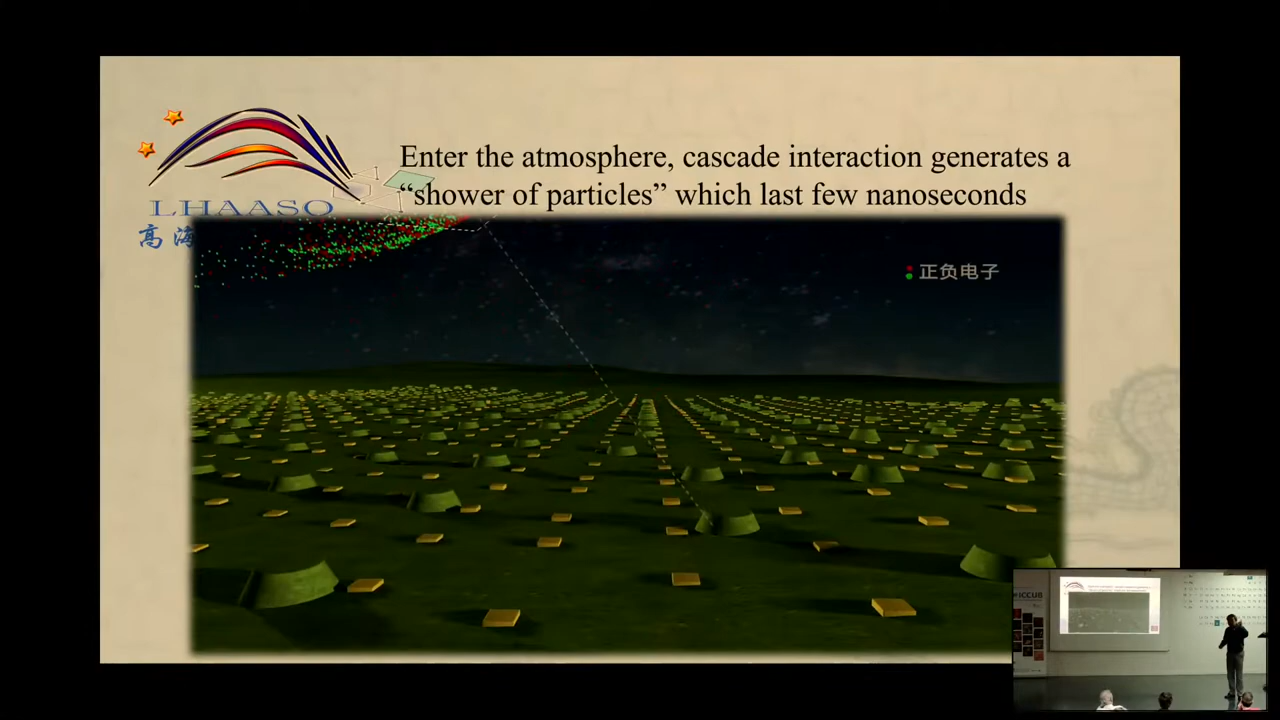 Enter the atmosphere, cascade interaction generates a
“shower of particles” which last few nanoseconds
LHAASO
高海
正负电子
ICCUB